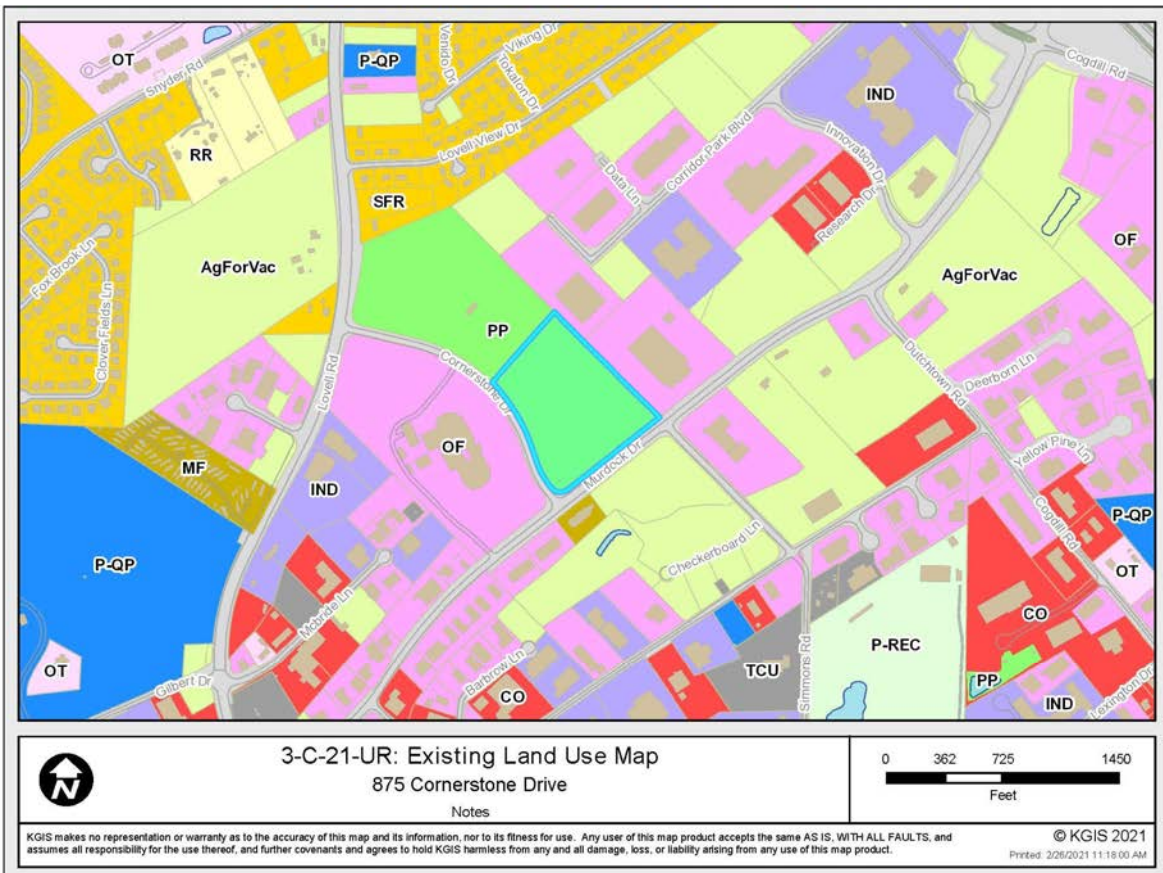 OT
Snyder Rd
P-QP
Venido Dr
Tokalon Dr
Viking Dr
Cogdill Rd
RR
Lovell View Dr
IND
Innovation Dr
Corridor Park Blvd
Data Ln
SFR
Research Dr
Fox Brook Ln
AgForVac
OF
AgForVac
Clover Fields Ln
PP
Lovell Rd
Cornerstone Dr
Dutchtown Rd
Deerborn Ln
OF
Yellow Pine Ln
MF
IND
Murdock Dr
P-QP
Cogdill Rd
P-QP
Checkerboard Ln
OT
Mcbride Ln
CO
P-REC
OT
TCU
Simmons Rd
Gilbert Dr
Barbrow Ln
CO
PP
IND
Lexington Dr
N
3-C-21-UR: Existing Land Use Map
875 Cornerstone Drive
Notes
0 362 725 1450
Feet
KGIS makes no representation or warranty as to the accuracy of this map and its information, nor to its fitness for use. Any user of this map product accepts the same AS IS, WITH ALL FAULTS, and
assumes all responsibility for the use thereof, and further covenants and agrees to hold KGIS harmless from any and all damage, loss, or liability arising from any use of this map product.
© KGIS 2021
Printed: 2/26/2021 11:18:00 AM